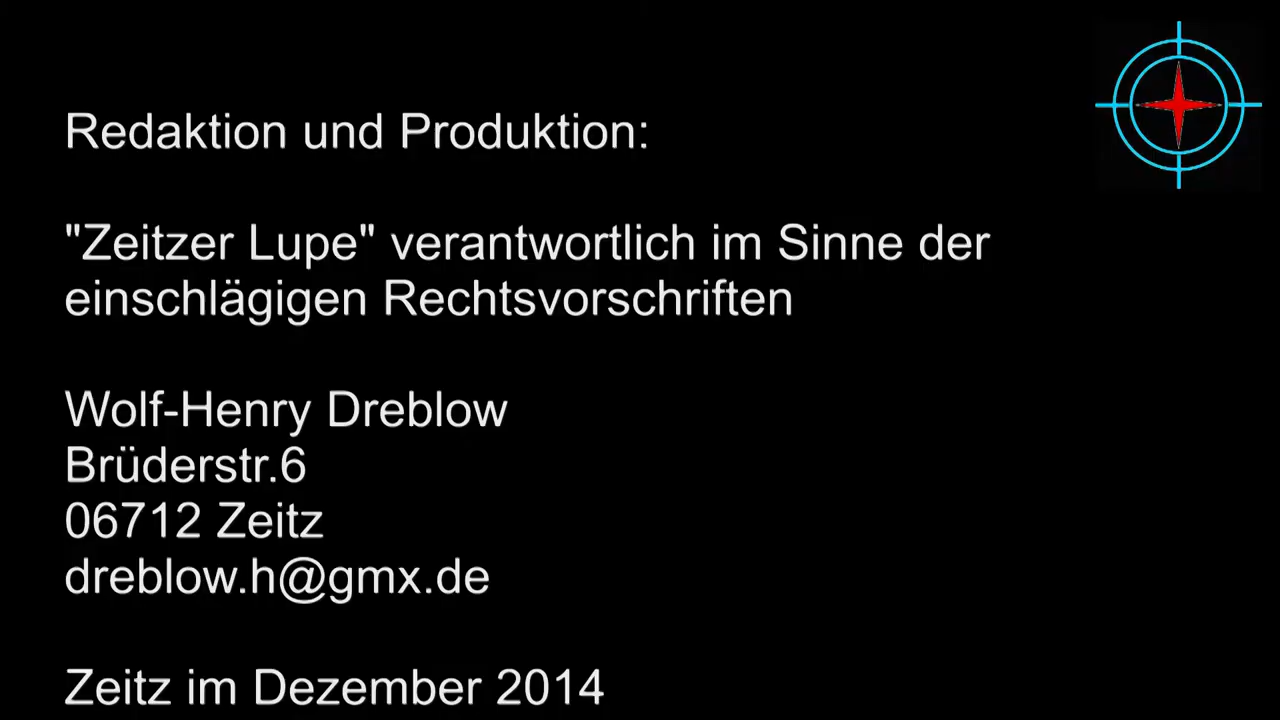 Redaktion und Produktion:
"Zeitzer Lupe" verantwortlich im Sinne der
einschlägigen Rechtsvorschriften
Wolf-Henry Dreblow
Brüderstr.6
06712 Zeitz
dreblow.h@gmx.de
Zeitz im Dezember 2014